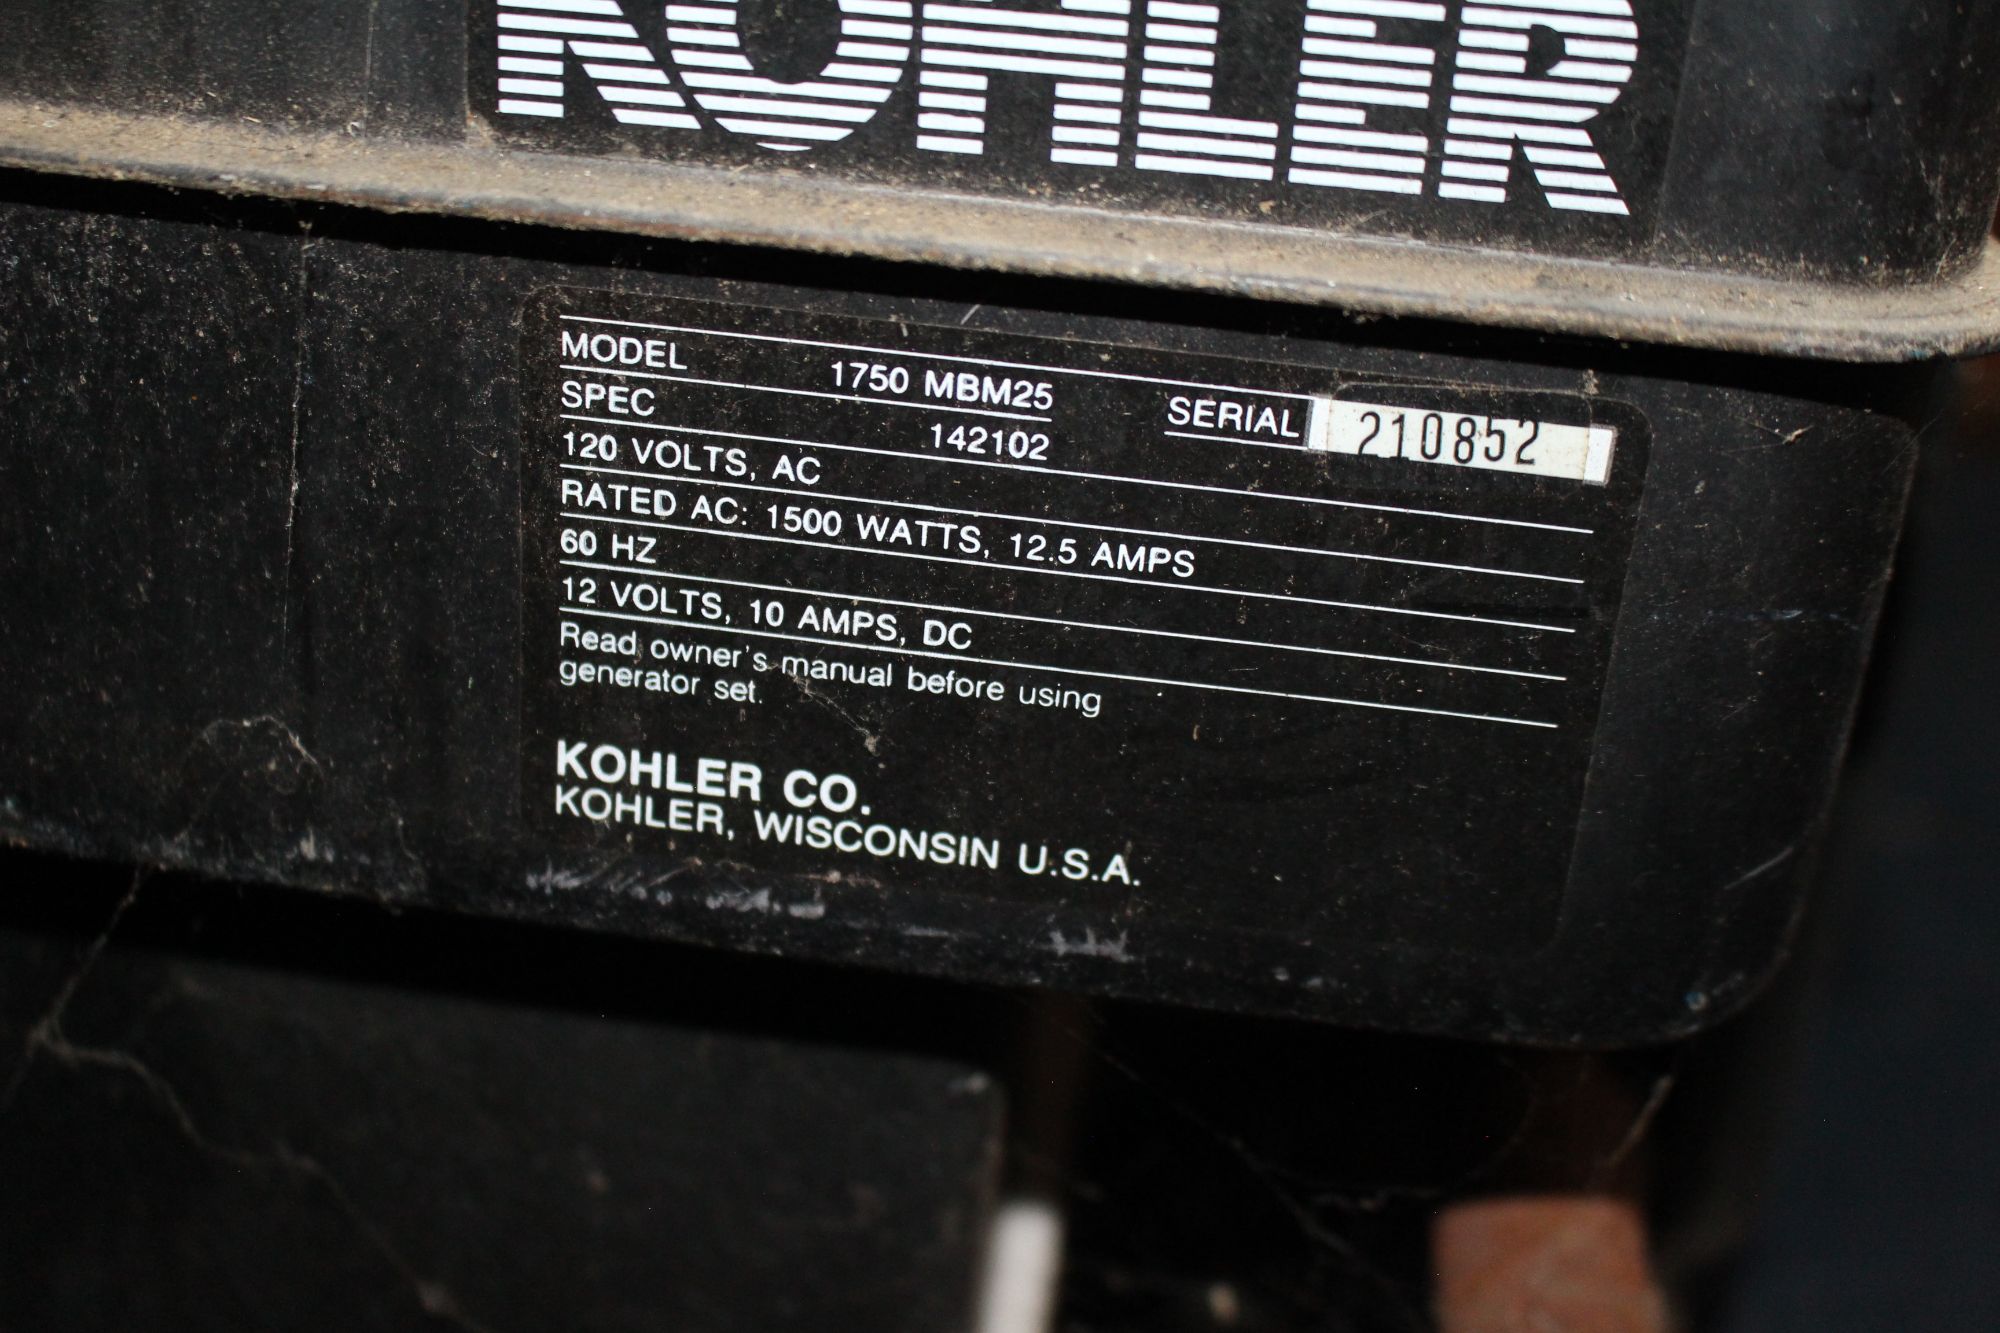 KOHLER
MODEL 1750 MBM25 SERIAL 210852
SPEC 142102
120 VOLTS, AC
RATED AC: 1500 WATTS, 12.5 AMPS
60 HZ
12 VOLTS, 10 AMPS, DC
Read owner's manual before using
generator set.
KOHLER CO.
KOHLER, WISCONSIN U.S.A.